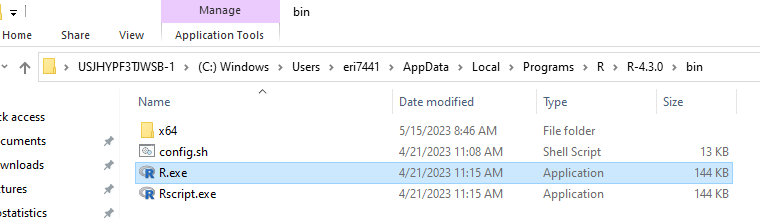 Manage bin
Home Share View Application Tools
USJHYPF3TJWSB-1 > (C:) Windows > Users > eri7441 > AppData > Local > Programs > R > R-4.3.0 > bin
Name Date modified Type Size
ck access
x64 5/15/2023 8:46 AM File folder
cuments
config.sh 4/21/2023 11:08 AM Shell Script 13 KB
wnloads
R.exe 4/21/2023 11:15 AM Application 144 KB
ctures
Rscript.exe 4/21/2023 11:15 AM Application 144 KB
ostatistics